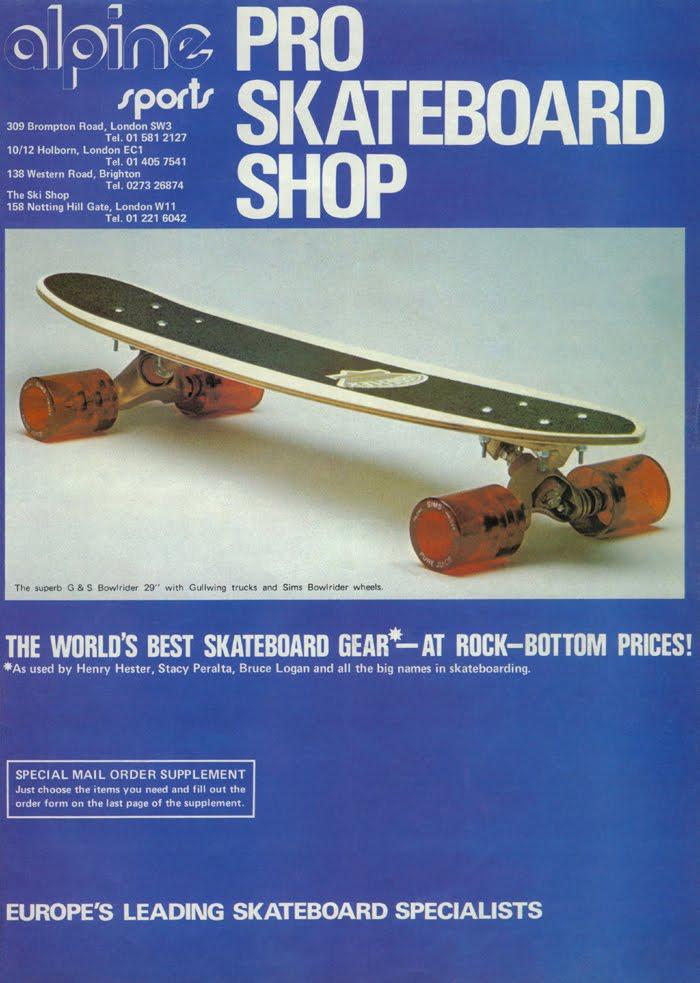 alpine
sports
PRO
SKATEBOARD
SHOP
309 Brompton Road, London SW3
Tel. 01 581 2127
10/12 Holborn, London EC1
Tel. 01 405 7541
138 Western Road, Brighton
Tel. 0273 26874
The Ski Shop
158 Notting Hill Gate, London W11
Tel. 01 221 6042
SIMS
PURE JUICE
The superb G & S Bowlrider 29" with Gullwing trucks and Sims Bowlrider wheels.
THE WORLD'S BEST SKATEBOARD GEAR*—AT ROCK–BOTTOM PRICES!
*As used by Henry Hester, Stacy Peralta, Bruce Logan and all the big names in skateboarding.
SPECIAL MAIL ORDER SUPPLEMENT
Just choose the items you need and fill out the
order form on the last page of the supplement.
EUROPE'S LEADING SKATEBOARD SPECIALISTS